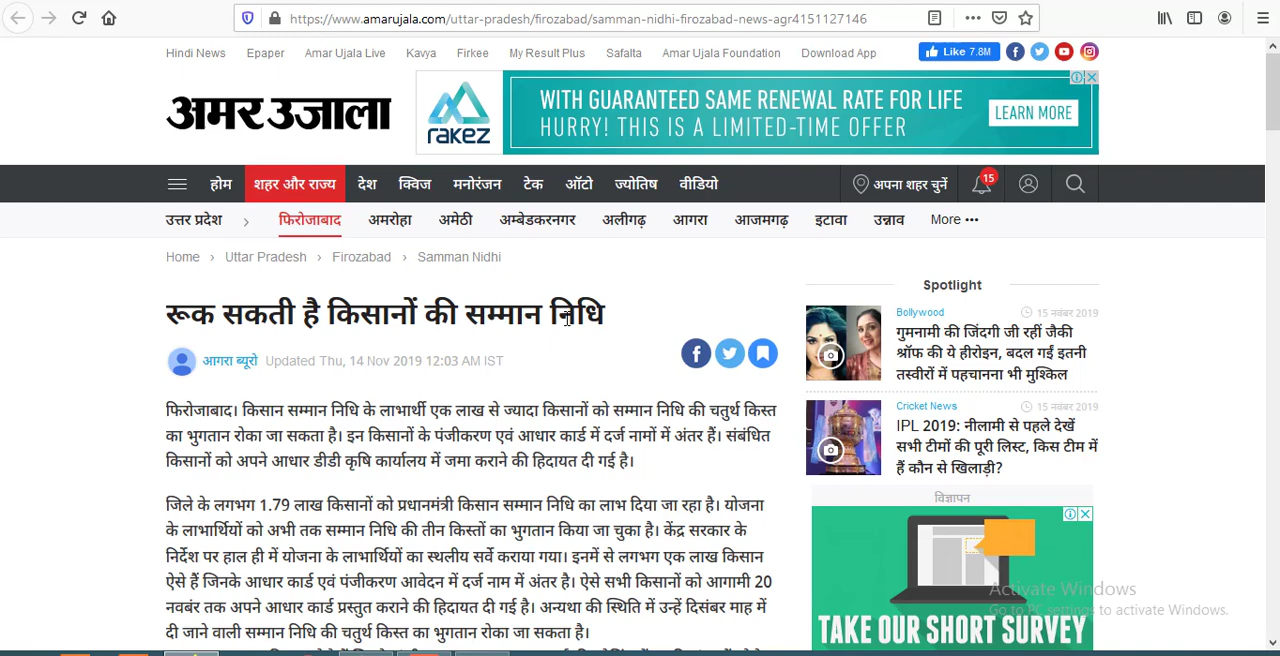 https://www.amarujala.com/uttar-pradesh/firozabad/samman-nidhi-firozabad-news-agr4151127146
Hindi News Epaper Amar Ujala Live Kavya Firkee My Result Plus Safalta Amar Ujala Foundation Download App Like 7.8M
अमर उजाला
rakez
WITH GUARANTEED SAME RENEWAL RATE FOR LIFE
HURRY! THIS IS A LIMITED-TIME OFFER
LEARN MORE
होम शहर और राज्य देश क्विज मनोरंजन टेक ऑटो ज्योतिष वीडियो अपना शहर चुनें 15
उत्तर प्रदेश › फिरोजाबाद अमरोहा अमेठी अम्बेडकरनगर अलीगढ़ आगरा आजमगढ़ इटावा उन्नाव More •••
Home › Uttar Pradesh › Firozabad › Samman Nidhi
रूक सकती है किसानों की सम्मान निधि
आगरा ब्यूरो Updated Thu, 14 Nov 2019 12:03 AM IST
फिरोजाबाद। किसान सम्मान निधि के लाभार्थी एक लाख से ज्यादा किसानों को सम्मान निधि की चतुर्थ किस्त
का भुगतान रोका जा सकता है। इन किसानों के पंजीकरण एवं आधार कार्ड में दर्ज नामों में अंतर हैं। संबंधित
किसानों को अपने आधार डीडी कृषि कार्यालय में जमा कराने की हिदायत दी गई है।
जिले के लगभग 1.79 लाख किसानों को प्रधानमंत्री किसान सम्मान निधि का लाभ दिया जा रहा है। योजना
के लाभार्थियों को अभी तक सम्मान निधि की तीन किस्तों का भुगतान किया जा चुका है। केंद्र सरकार के
निर्देश पर हाल ही में योजना के लाभार्थियों का स्थलीय सर्वे कराया गया। इनमें से लगभग एक लाख किसान
ऐसे हैं जिनके आधार कार्ड एवं पंजीकरण आवेदन में दर्ज नाम में अंतर है। ऐसे सभी किसानों को आगामी 20
नवबंर तक अपने आधार कार्ड प्रस्तुत कराने की हिदायत दी गई है। अन्यथा की स्थिति में उन्हें दिसंबर माह में
दी जाने वाली सम्मान निधि की चतुर्थ किस्त का भुगतान रोका जा सकता है।
Spotlight
Bollywood 15 नवंबर 2019
गुमनामी की जिंदगी जी रहीं जैकी
श्रॉफ की ये हीरोइन, बदल गईं इतनी
तस्वीरों में पहचानना भी मुश्किल
Cricket News 15 नवंबर 2019
IPL 2019: नीलामी से पहले देखें
सभी टीमों की पूरी लिस्ट, किस टीम में
हैं कौन से खिलाड़ी?
विज्ञापन
TAKE OUR SHORT SURVEY
Activate Windows
Go to PC settings to activate Windows.